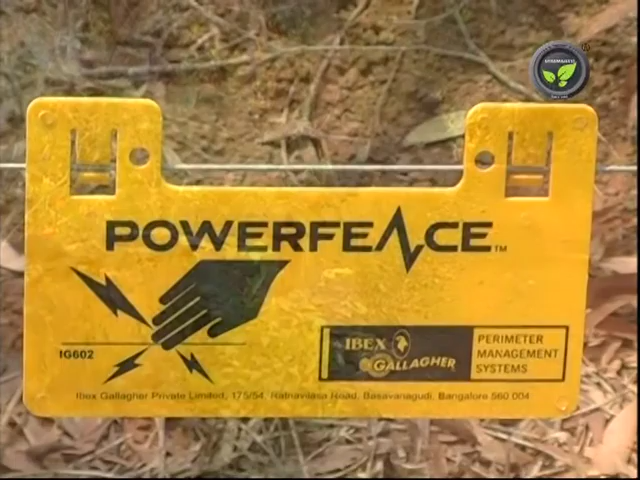 POWERFENCE™
IG602
IBEX
GALLAGHER
PERIMETER
MANAGEMENT
SYSTEMS
Ibex Gallagher Private Limited, 175/54, Ratnavilasa Road, Basavanagudi, Bangalore 560 004